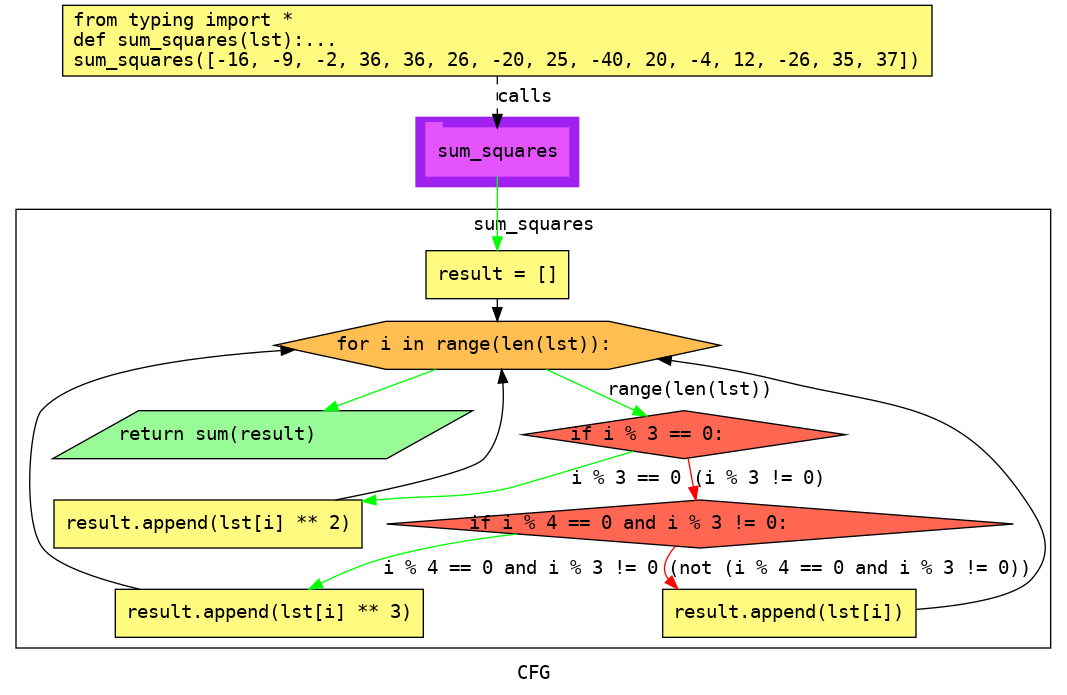 from typing import *
def sum_squares(lst):...
sum_squares([-16, -9, -2, 36, 36, 26, -20, 25, -40, 20, -4, 12, -26, 35, 37])
calls
sum_squares
sum_squares
result = []
for i in range(len(lst)):
range(len(lst))
return sum(result)
if i % 3 == 0:
i % 3 == 0
(i % 3 != 0)
result.append(lst[i] ** 2)
if i % 4 == 0 and i % 3 != 0:
i % 4 == 0 and i % 3 != 0
(not (i % 4 == 0 and i % 3 != 0))
result.append(lst[i] ** 3)
result.append(lst[i])
CFG